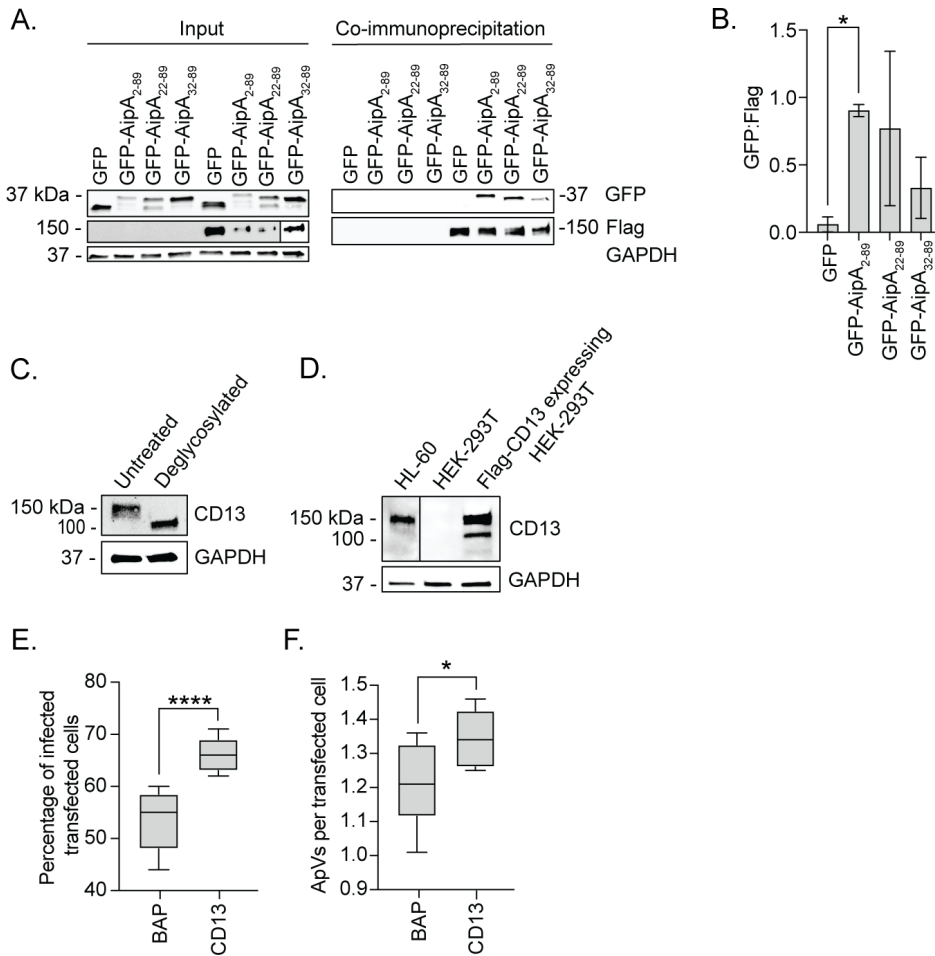 A.
Input
Co-immunoprecipitation
GFP
GFP-AipA2-89
GFP-AipA22-89
GFP-AipA32-89
GFP
GFP-AipA2-89
GFP-AipA22-89
GFP-AipA32-89
GFP
GFP-AipA2-89
GFP-AipA22-89
GFP-AipA32-89
GFP
GFP-AipA2-89
GFP-AipA22-89
GFP-AipA32-89
37 kDa -
-37 GFP
150 -
-150 Flag
37 -
GAPDH
B.
*
GFP:Flag
1.5
1.0
0.5
0.0
GFP
GFP-AipA2-89
GFP-AipA22-89
GFP-AipA32-89
C.
Untreated
Deglycosylated
150 kDa -
100 -
CD13
37 -
GAPDH
D.
HL-60
HEK-293T
Flag-CD13 expressing
HEK-293T
150 kDa -
100 -
CD13
37 -
GAPDH
E.
Percentage of infected
transfected cells
80
70
60
50
40
****
BAP
CD13
F.
ApVs per transfected cell
1.5
1.4
1.3
1.2
1.1
1.0
0.9
*
BAP
CD13